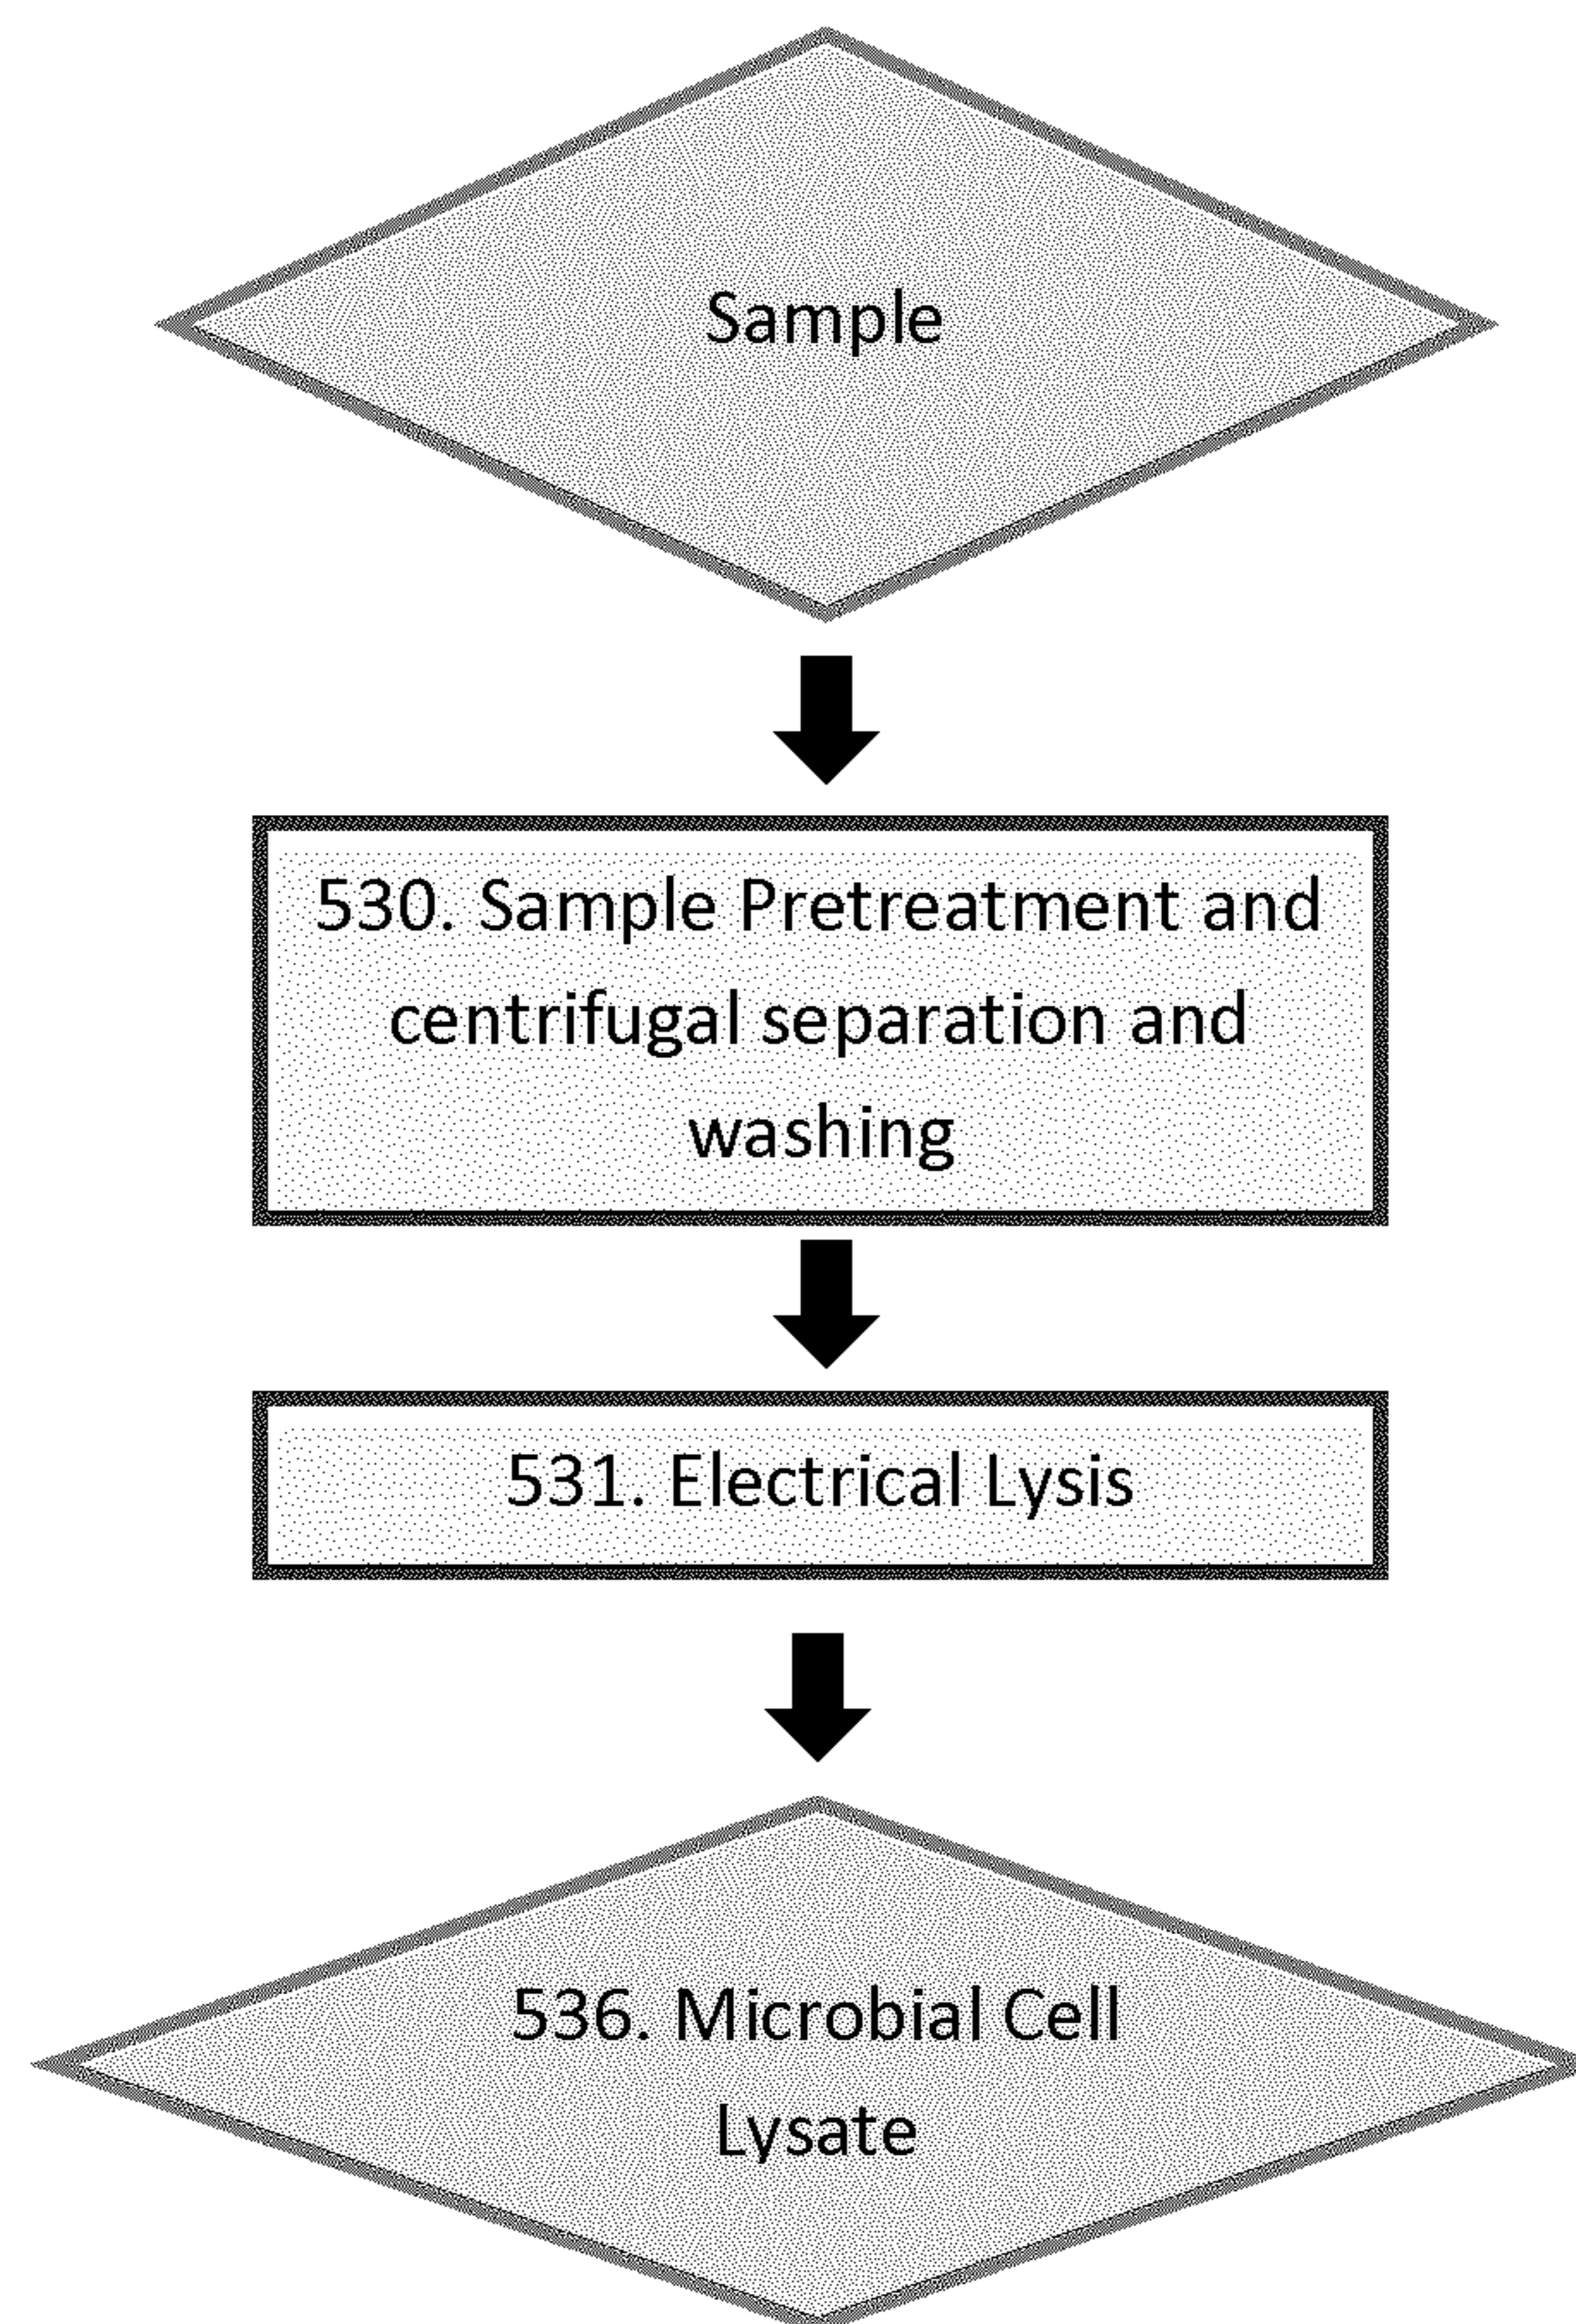 Sample
530. Sample Pretreatment and
centrifugal separation and
washing
531. Electrical Lysis
536. Microbial Cell
Lysate